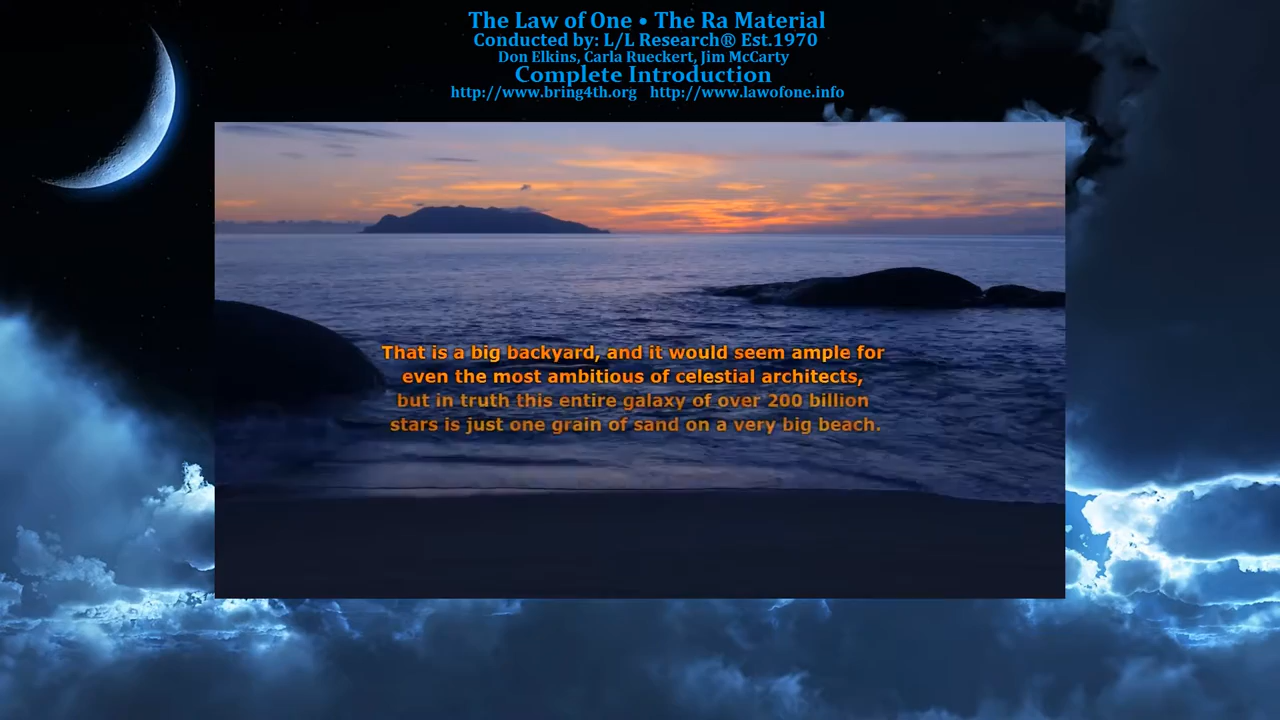 The Law of One • The Ra Material
Conducted by: L/L Research® Est.1970
Don Elkins, Carla Rueckert, Jim McCarty
Complete Introduction
http://www.bring4th.org http://www.lawofone.info
That is a big backyard, and it would seem ample for
even the most ambitious of celestial architects,
but in truth this entire galaxy of over 200 billion
stars is just one grain of sand on a very big beach.